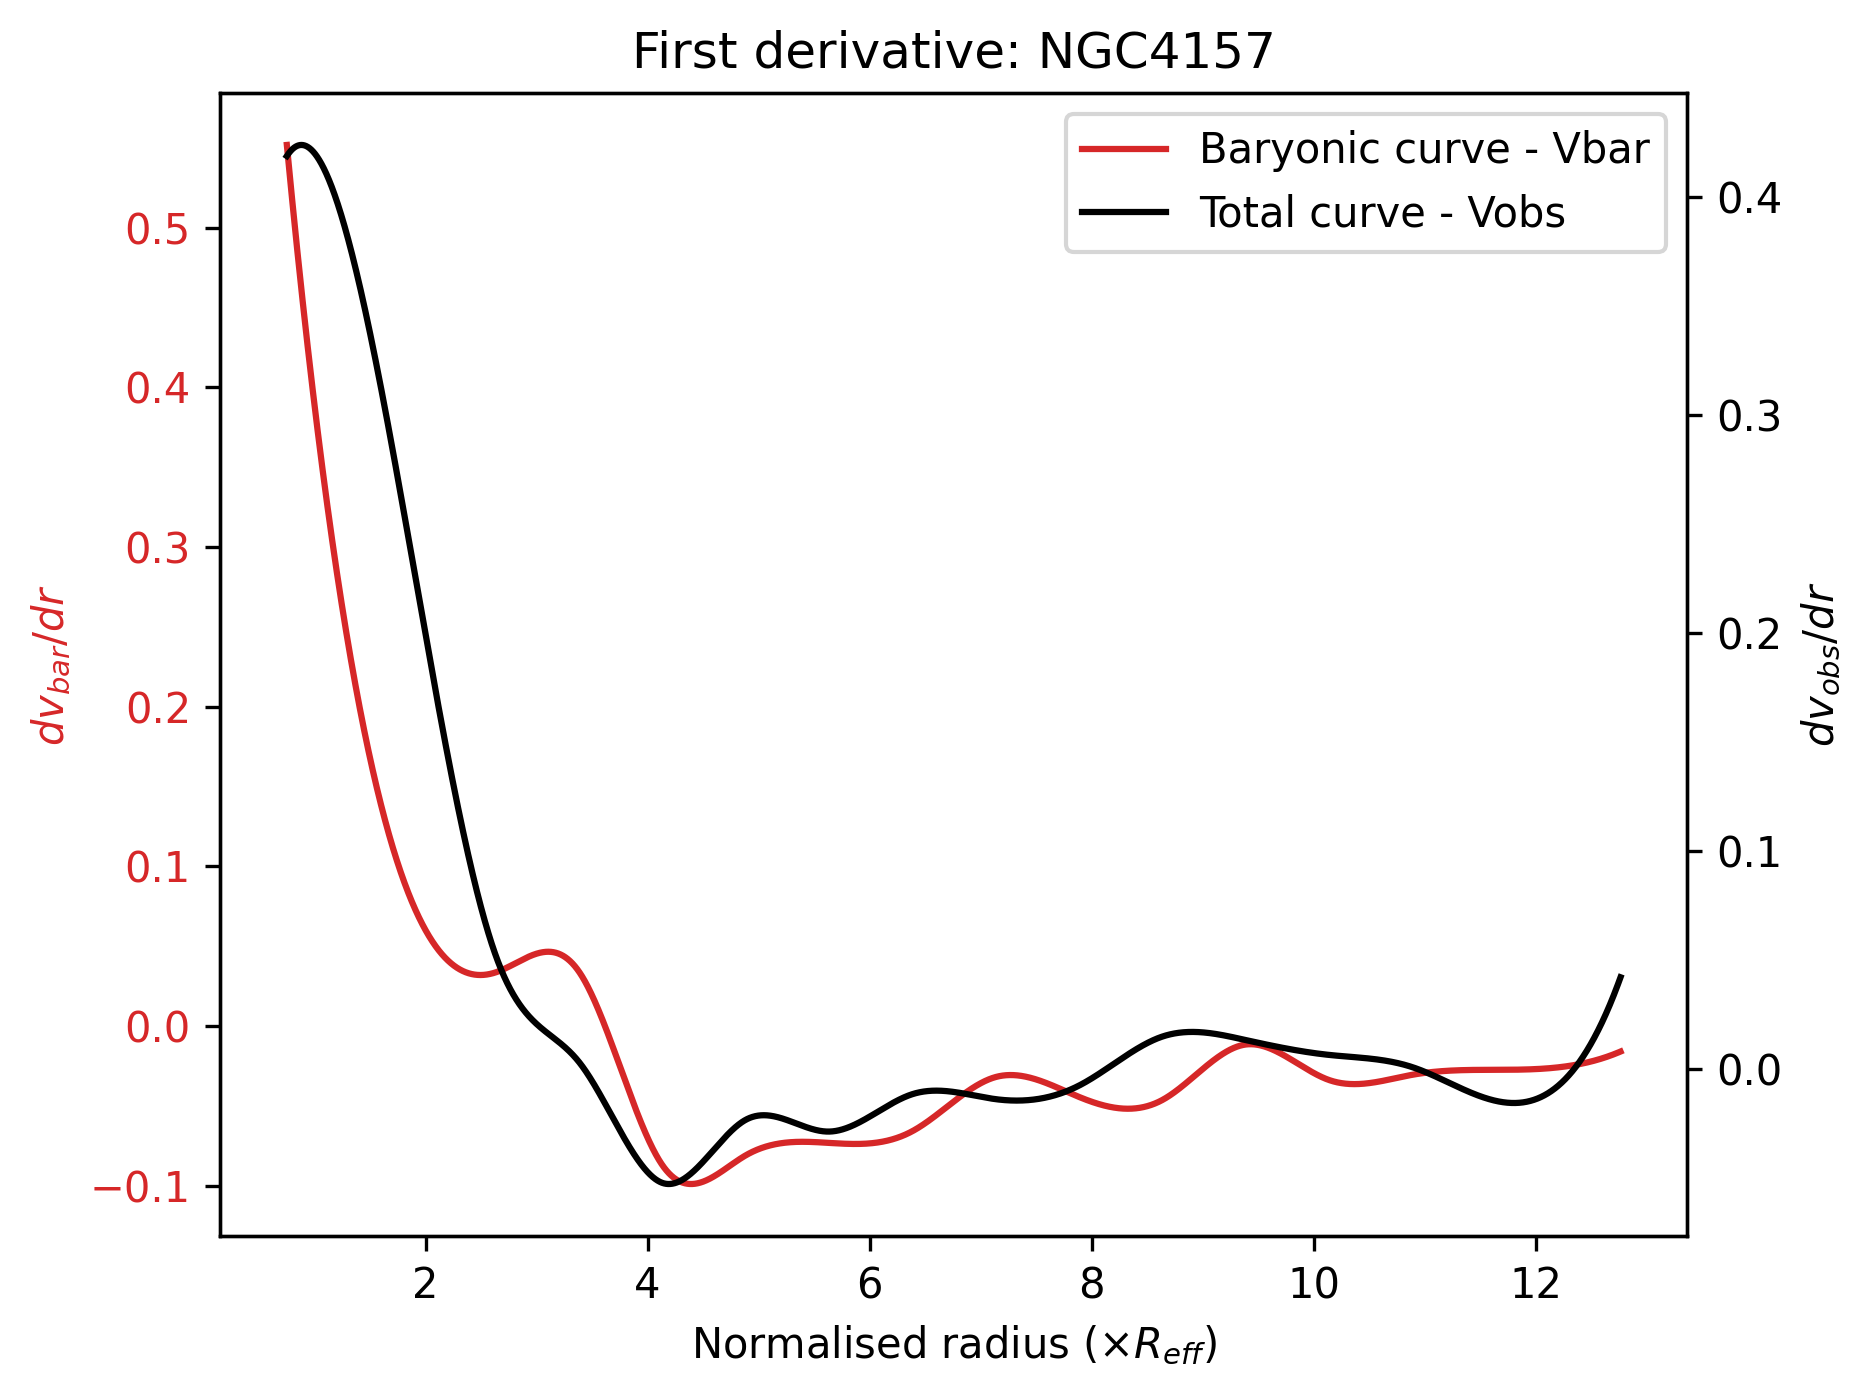 First derivative: NGC4157
Baryonic curve - Vbar
Total curve - Vobs
0.5
0.4
0.3
0.2
0.1
0.0
−0.1
dv_bar/dr
0.4
0.3
0.2
0.1
0.0
dv_obs/dr
2 4 6 8 10 12
Normalised radius (×R_eff)